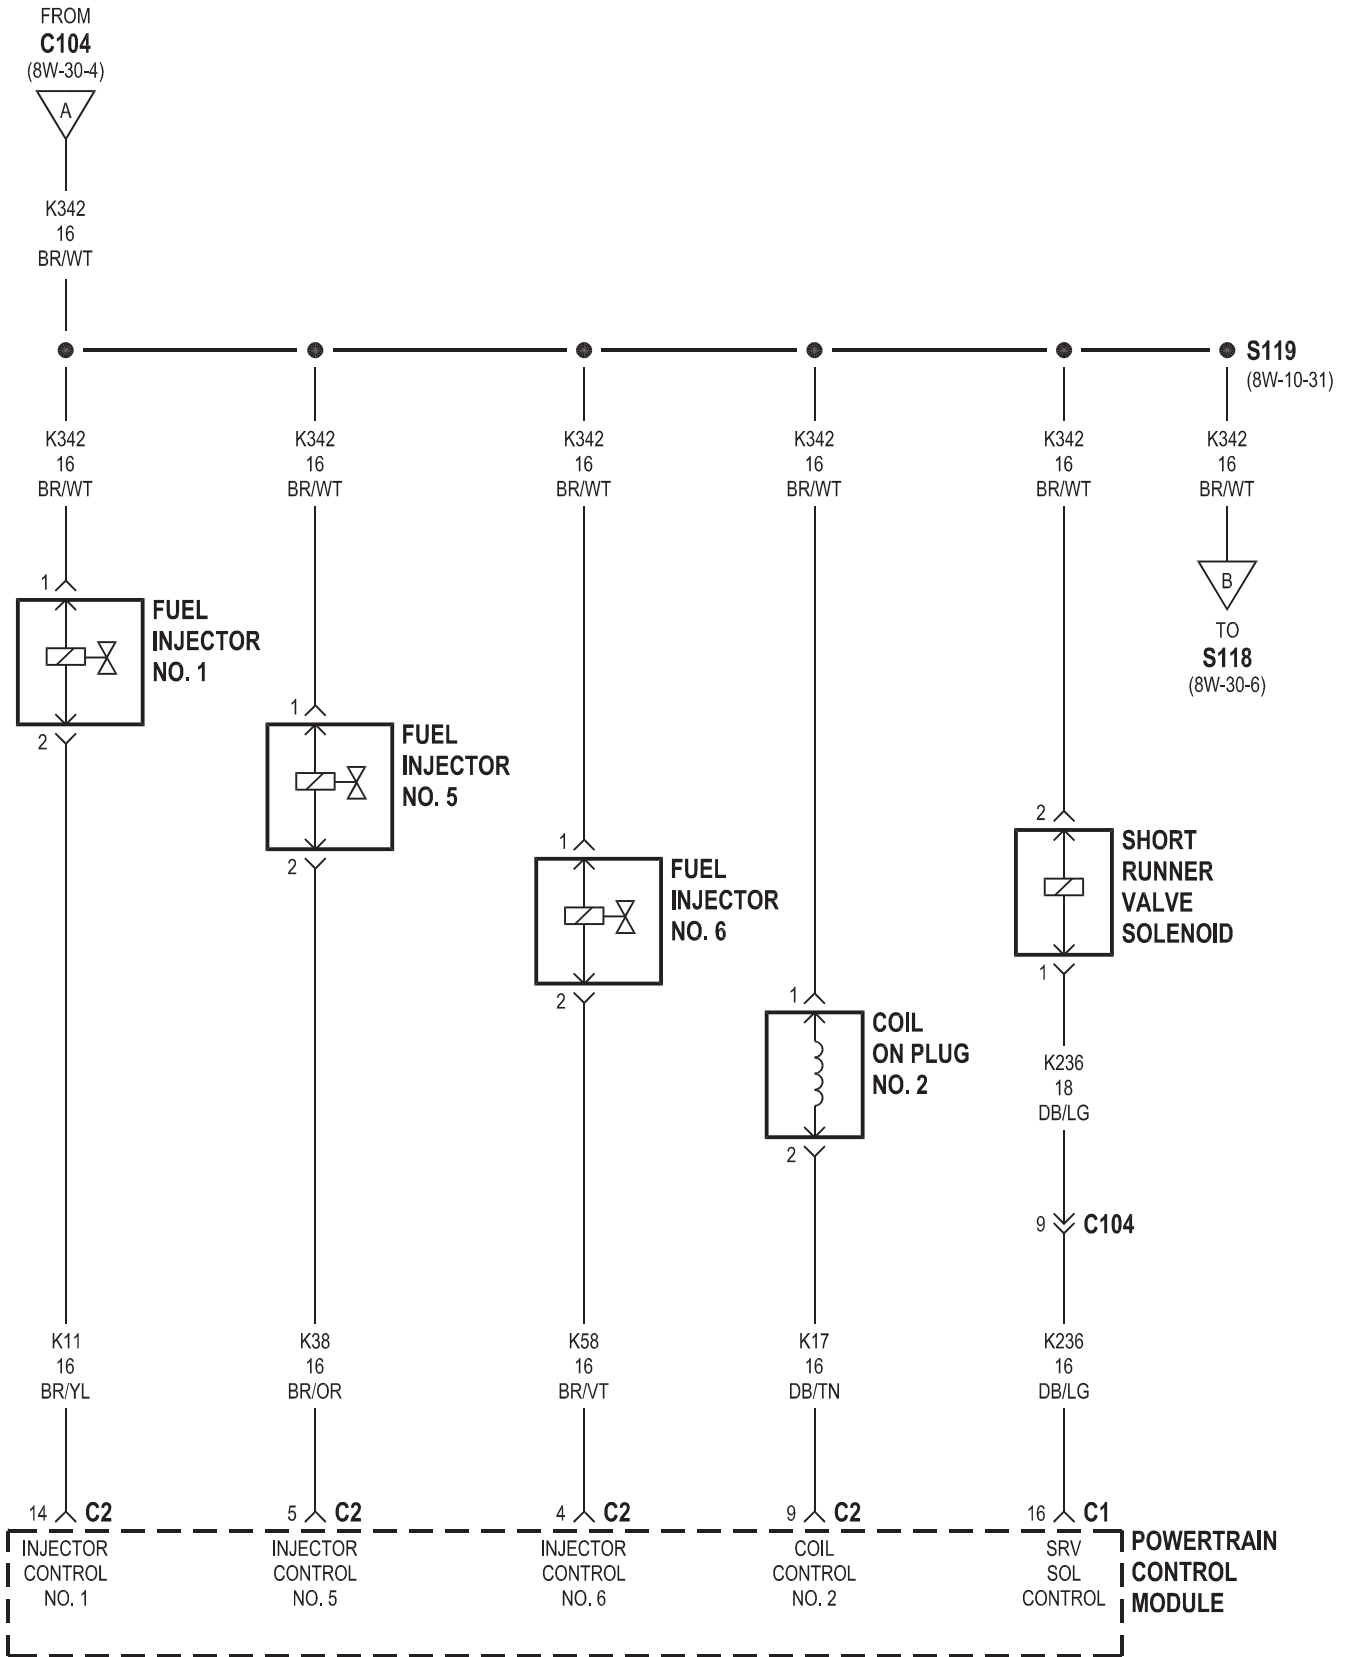 FROM
C104
(8W-30-4)
A
K342
16
BR/WT
S119
(8W-10-31)
K342
16
BR/WT
K342
16
BR/WT
K342
16
BR/WT
K342
16
BR/WT
K342
16
BR/WT
K342
16
BR/WT
B
TO
S118
(8W-30-6)
1
FUEL
INJECTOR
NO. 1
2
1
FUEL
INJECTOR
NO. 5
2
1
FUEL
INJECTOR
NO. 6
2
1
COIL
ON PLUG
NO. 2
2
2
SHORT
RUNNER
VALVE
SOLENOID
1
K236
18
DB/LG
9
C104
K11
16
BR/YL
K38
16
BR/OR
K58
16
BR/VT
K17
16
DB/TN
K236
16
DB/LG
14 C2
5 C2
4 C2
9 C2
16 C1
INJECTOR
CONTROL
NO. 1
INJECTOR
CONTROL
NO. 5
INJECTOR
CONTROL
NO. 6
COIL
CONTROL
NO. 2
SRV
SOL
CONTROL
POWERTRAIN
CONTROL
MODULE